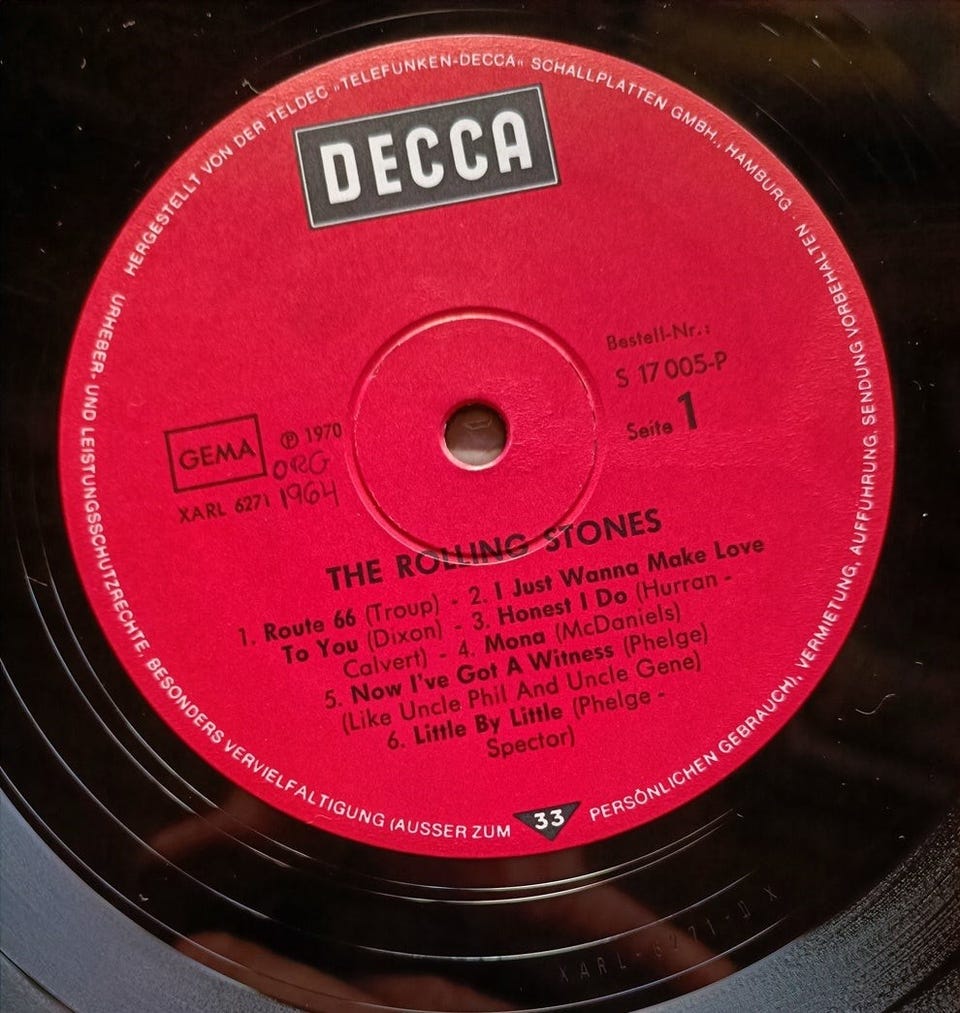 HERGESTELLT VON DER TELDEC »TELEFUNKEN-DECCA« SCHALLPLATTEN GMBH., HAMBURG · URHEBER- UND LEISTUNGSSCHUTZRECHTE, BESONDERS VERVIELFALTIGUNG (AUSSER ZUM PERSÖNLICHEN GEBRAUCH), VERMIETUNG, AUFFÜHRUNG, SENDUNG VORBEHALTEN
DECCA
Bestell-Nr.:
S 17 005-P
Seite 1
GEMA ℗ 1970
ORG
XARL 6271 1964
THE ROLLING STONES
1. Route 66 (Troup) - 2. I Just Wanna Make Love
To You (Dixon) - 3. Honest I Do (Hurran -
Calvert) - 4. Mona (McDaniels)
5. Now I've Got A Witness (Phelge)
(Like Uncle Phil And Uncle Gene)
6. Little By Little (Phelge -
Spector)
33
XARL-6271-